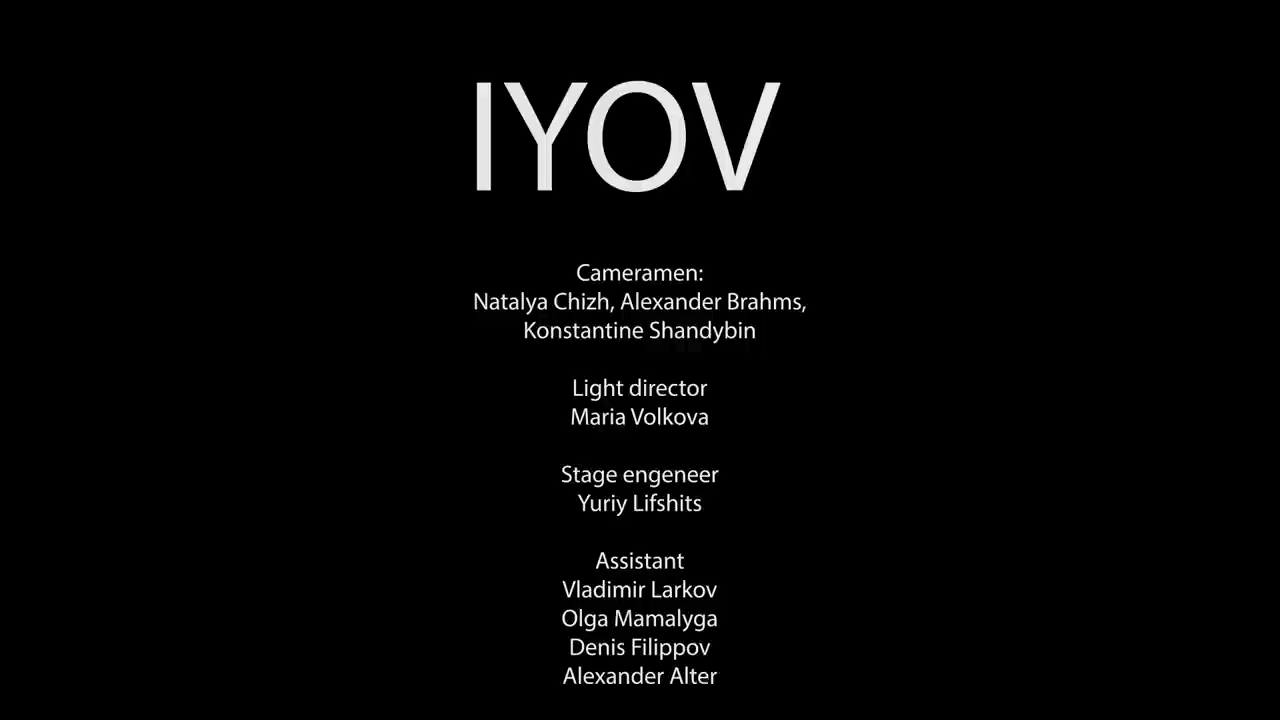 IYOV
Cameramen:
Natalya Chizh, Alexander Brahms,
Konstantine Shandybin
Light director
Maria Volkova
Stage engeneer
Yuriy Lifshits
Assistant
Vladimir Larkov
Olga Mamalyga
Denis Filippov
Alexander Alter